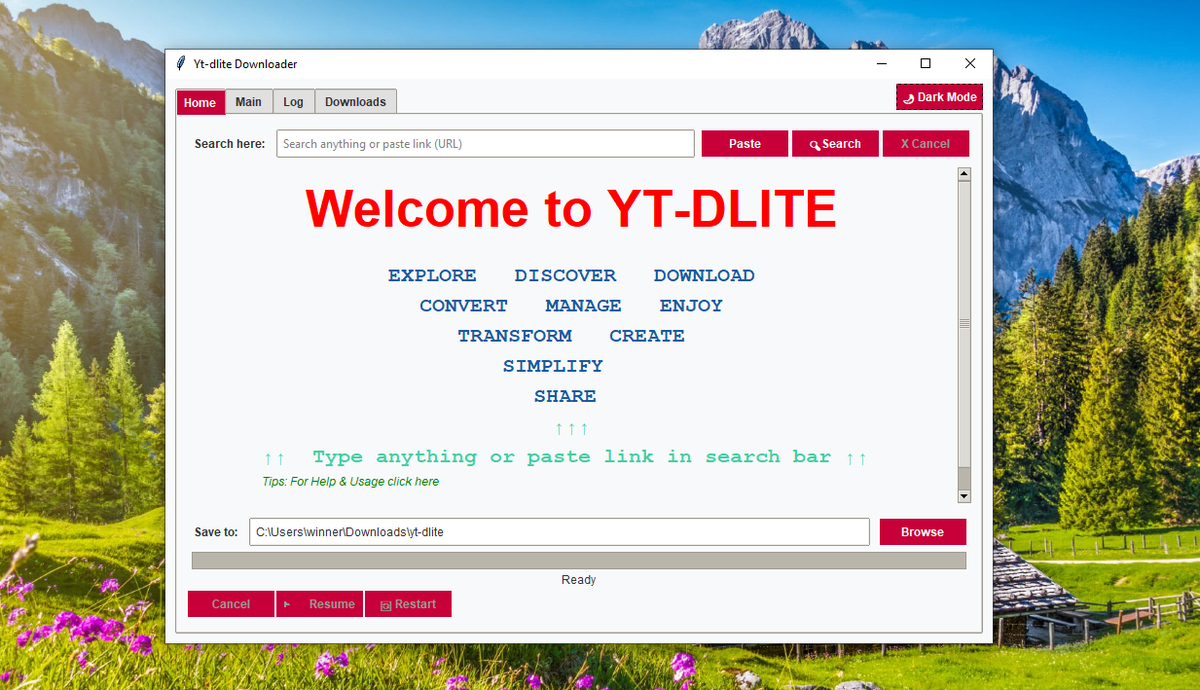 Yt-dlite Downloader
Home Main Log Downloads Dark Mode
Search here: Search anything or paste link (URL) Paste Search X Cancel
Welcome to YT-DLITE
EXPLORE DISCOVER DOWNLOAD
CONVERT MANAGE ENJOY
TRANSFORM CREATE
SIMPLIFY
SHARE
↑↑↑
↑↑ Type anything or paste link in search bar ↑↑
Tips: For Help & Usage click here
Save to: C:\Users\winner\Downloads\yt-dlite Browse
Ready
Cancel Resume Restart